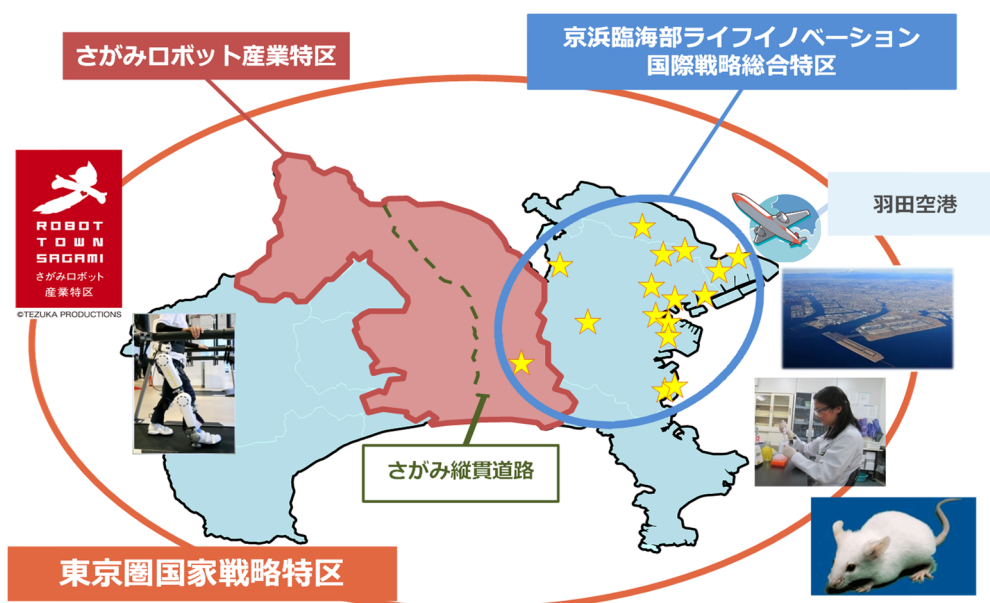 さがみロボット産業特区
京浜臨海部ライフイノベーション
国際戦略総合特区
羽田空港
ROBOT
TOWN
SAGAMI
さがみロボット
産業特区
©TEZUKA PRODUCTIONS
さがみ縦貫道路
東京圏国家戦略特区